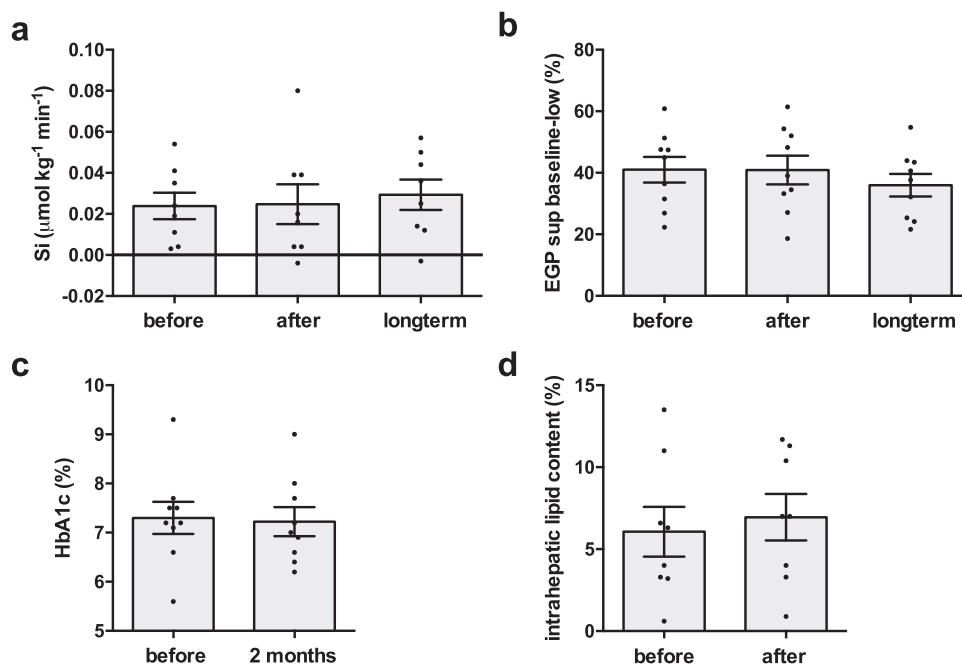 a
Si (μmol kg⁻¹ min⁻¹)
0.10
0.08
0.06
0.04
0.02
0.00
-0.02
before after longterm
b
EGP sup baseline-low (%)
80
60
40
20
0
before after longterm
c
HbA1c (%)
10
9
8
7
6
5
before 2 months
d
intrahepatic lipid content (%)
15
10
5
0
before after